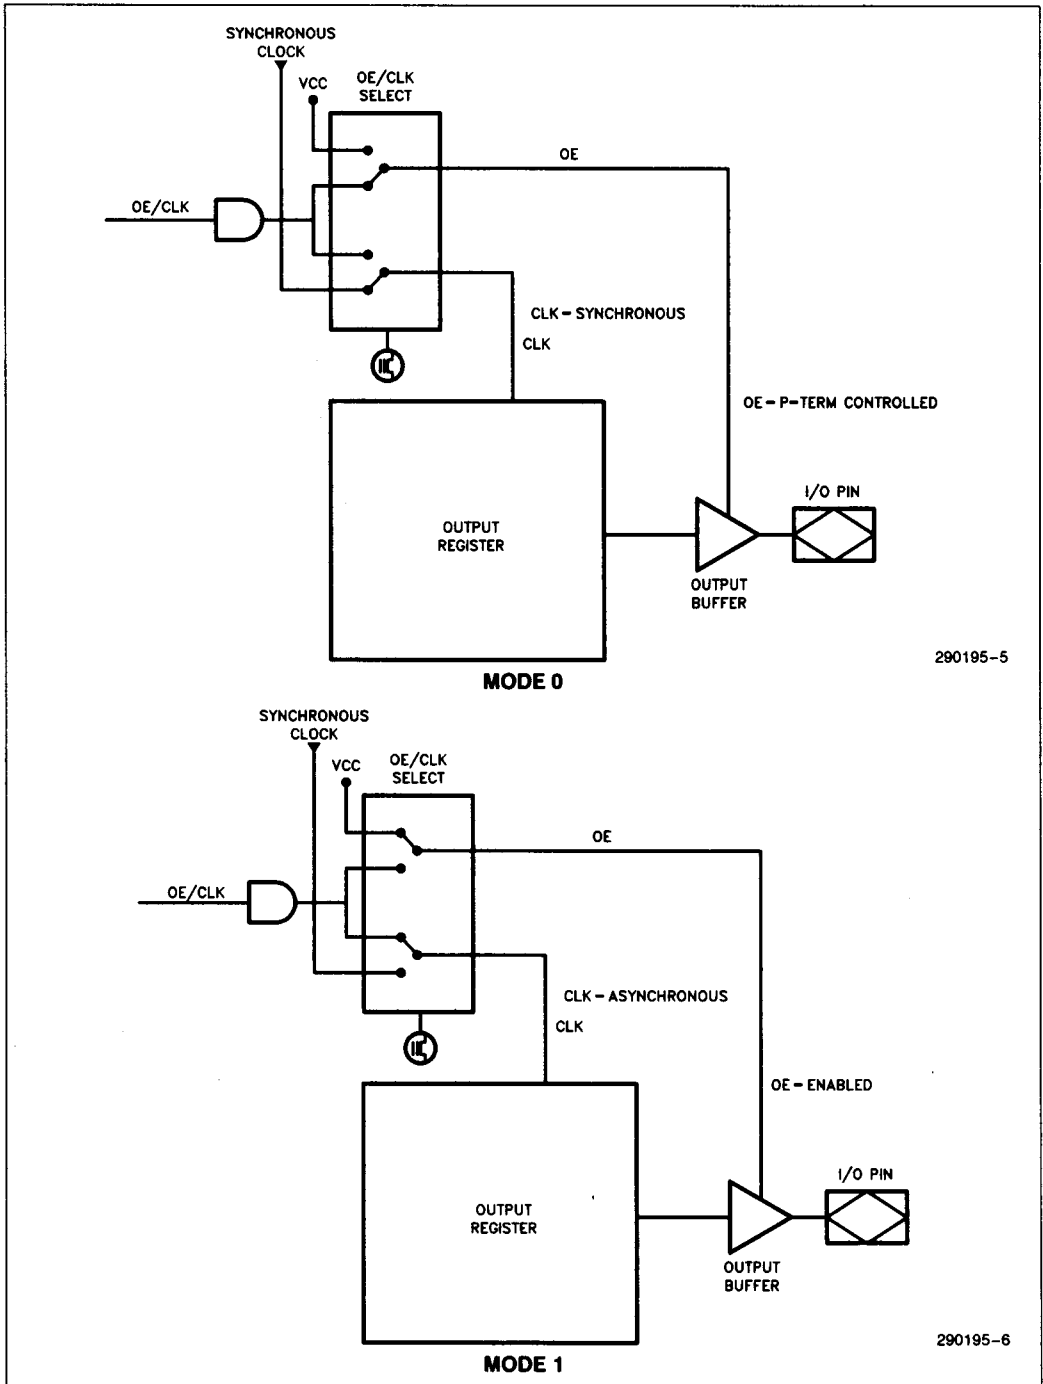 SYNCHRONOUS
CLOCK
VCC
OE/CLK
SELECT
OE
OE/CLK
CLK – SYNCHRONOUS
CLK
OE – P-TERM CONTROLLED
I/O PIN
OUTPUT
REGISTER
OUTPUT
BUFFER
290195-5
MODE 0
SYNCHRONOUS
CLOCK
VCC
OE/CLK
SELECT
OE
OE/CLK
CLK – ASYNCHRONOUS
CLK
OE – ENABLED
I/O PIN
OUTPUT
REGISTER
OUTPUT
BUFFER
290195-6
MODE 1